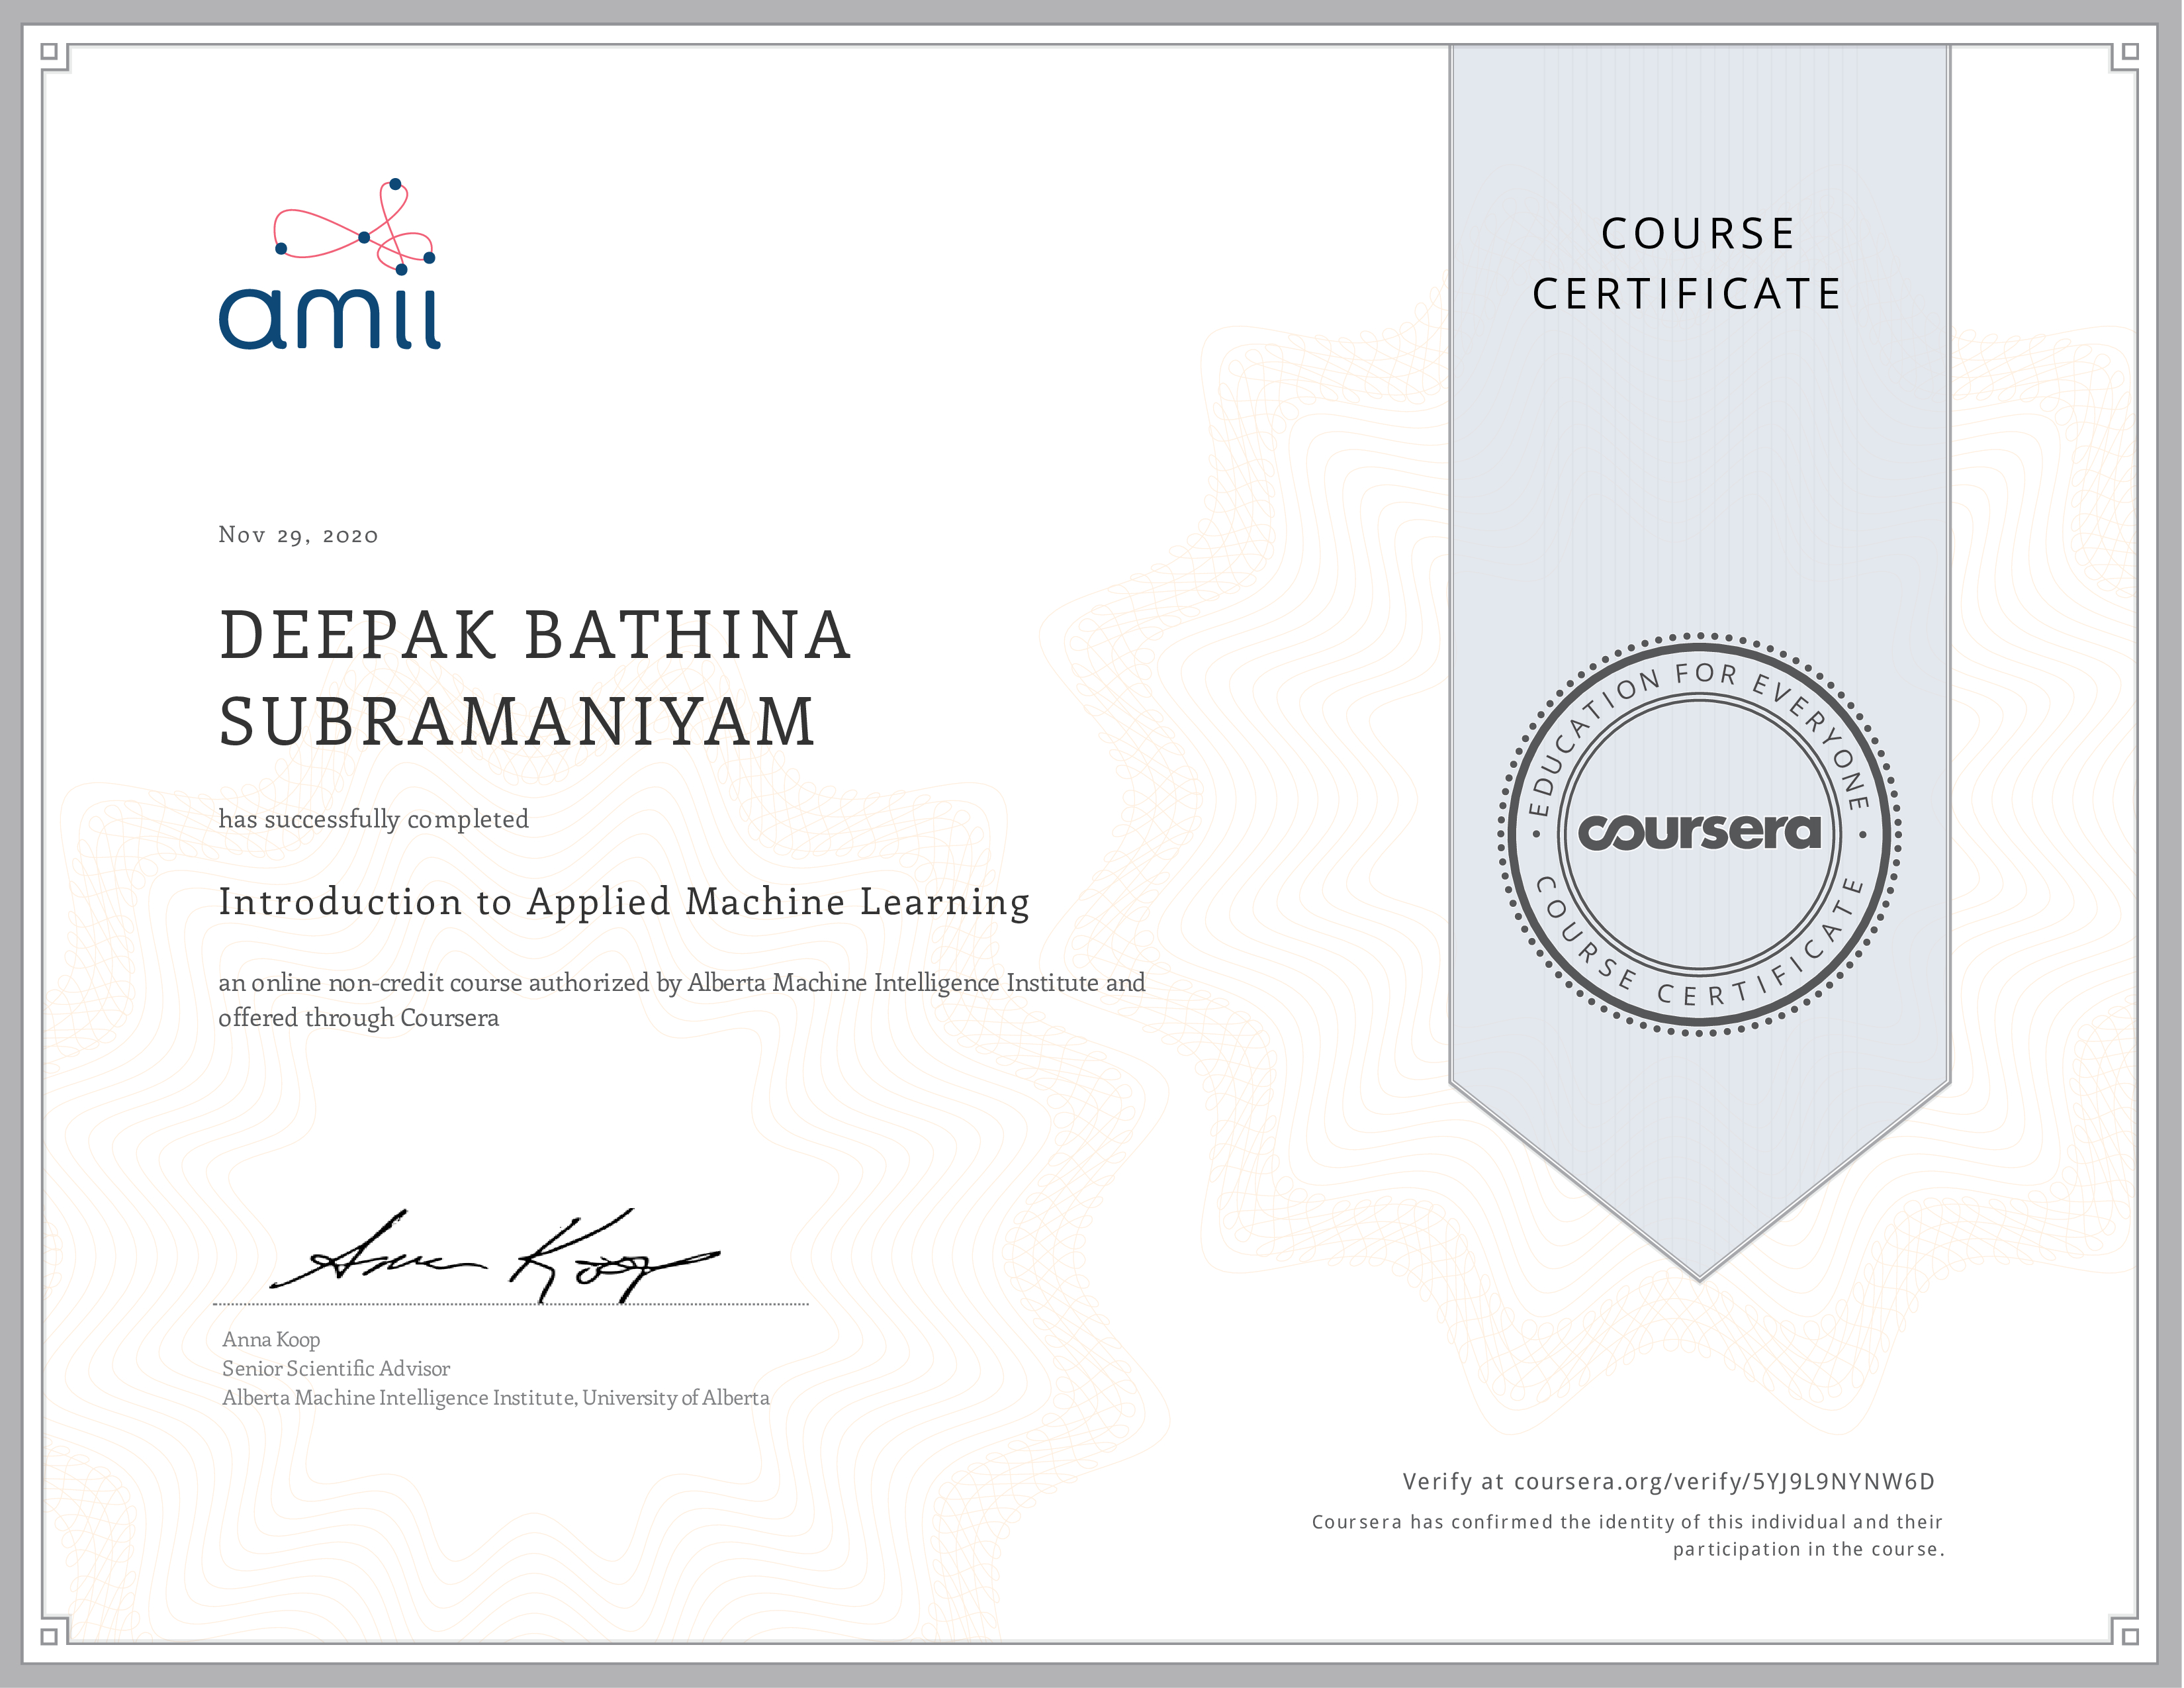 amii
COURSE
CERTIFICATE
Nov 29, 2020
DEEPAK BATHINA
SUBRAMANIYAM
has successfully completed
Introduction to Applied Machine Learning
an online non-credit course authorized by Alberta Machine Intelligence Institute and
offered through Coursera
EDUCATION FOR EVERYONE
coursera
COURSE CERTIFICATE
Anna Koop
Anna Koop
Senior Scientific Advisor
Alberta Machine Intelligence Institute, University of Alberta
Verify at coursera.org/verify/5YJ9L9NYNW6D
Coursera has confirmed the identity of this individual and their
participation in the course.